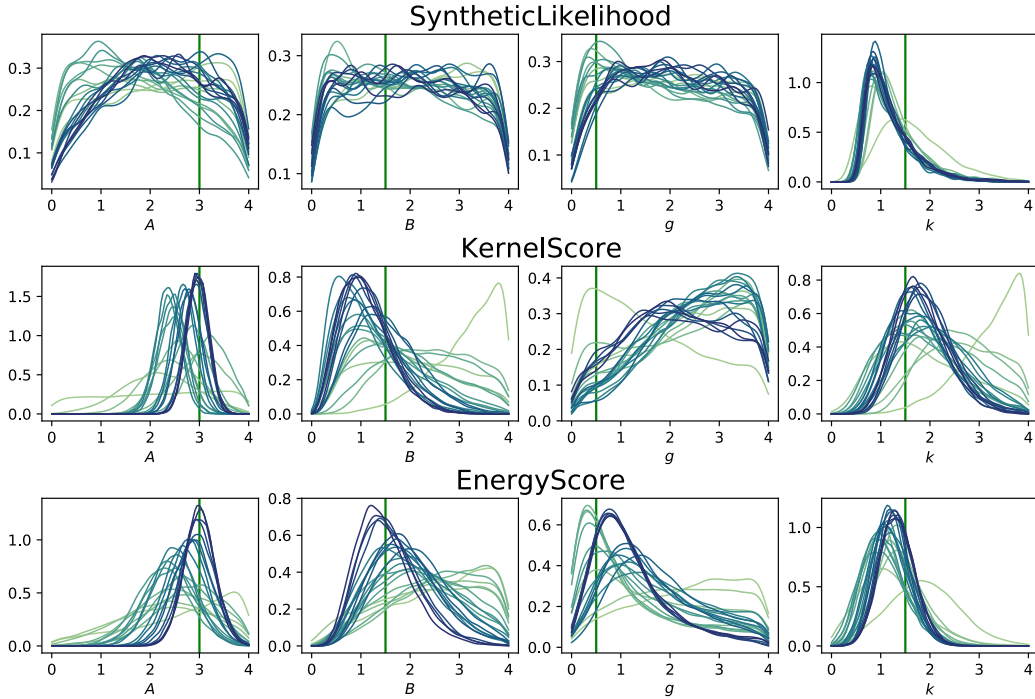 SyntheticLikelihood
0.3 0.2 0.1
0 1 2 3 4
A
0.3 0.2 0.1
0 1 2 3 4
B
0.3 0.2 0.1
0 1 2 3 4
g
1.0 0.5 0.0
0 1 2 3 4
k
KernelScore
1.5 1.0 0.5 0.0
0 1 2 3 4
A
0.8 0.6 0.4 0.2 0.0
0 1 2 3 4
B
0.4 0.3 0.2 0.1 0.0
0 1 2 3 4
g
0.8 0.6 0.4 0.2 0.0
0 1 2 3 4
k
EnergyScore
1.0 0.5 0.0
0 1 2 3 4
A
0.8 0.6 0.4 0.2 0.0
0 1 2 3 4
B
0.6 0.4 0.2 0.0
0 1 2 3 4
g
1.0 0.5 0.0
0 1 2 3 4
k